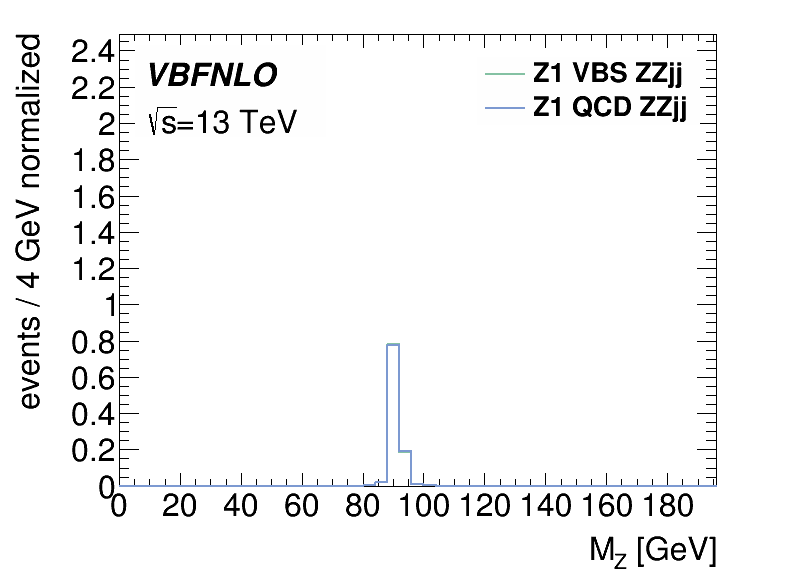 events / 4 GeV normalized
2.4
2.2
2
1.8
1.6
1.4
1.2
1
0.8
0.6
0.4
0.2
0
VBFNLO
√s=13 TeV
Z1 VBS ZZjj
Z1 QCD ZZjj
0 20 40 60 80 100 120 140 160 180
M_Z [GeV]